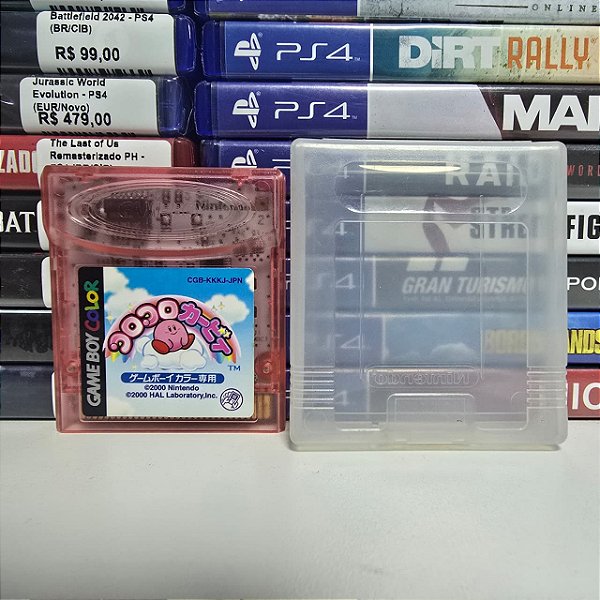 Battlefield 2042 - PS4
(BR/CIB)
R$ 99,00
ONLINE
PS4
DiRT RALLY
Jurassic World
Evolution - PS4
(EUR/Novo)
R$ 479,00
PS4
The Last of Us
Remasterizado PH -
BAT
STRE
FIG
GRAN TURISMO
CGB-KKKJ-JPN
GAME BOY COLOR
コロコロカービィ
TM
ゲームボーイカラー専用
©2000 Nintendo
©2000 HAL Laboratory,Inc.
Nintendo